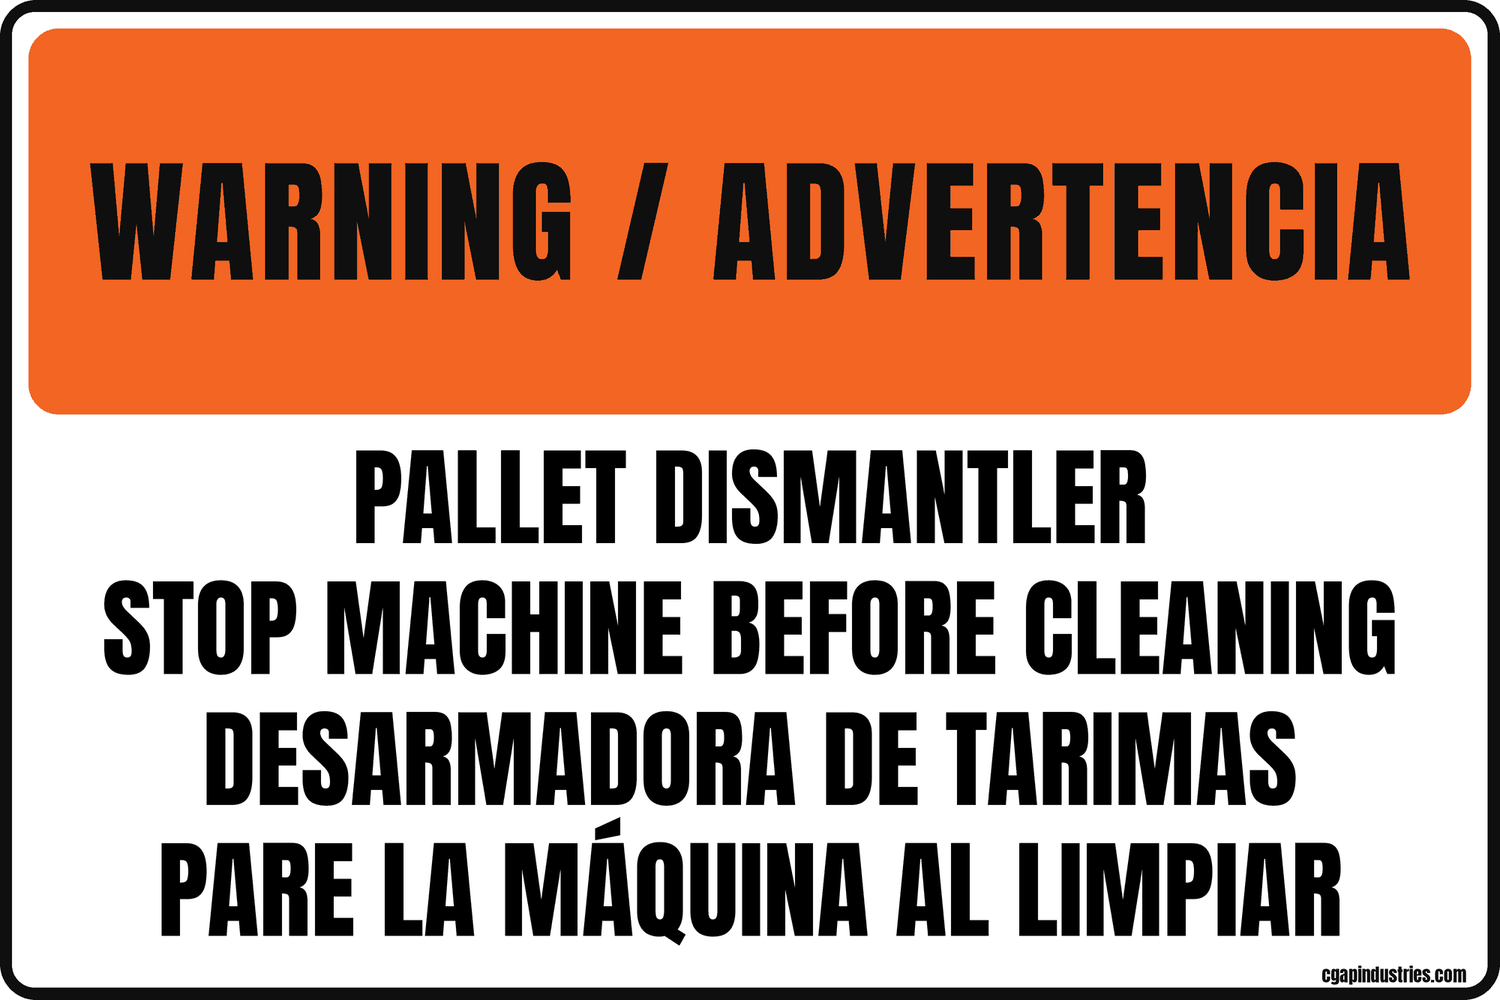 WARNING / ADVERTENCIA
PALLET DISMANTLER
STOP MACHINE BEFORE CLEANING
DESARMADORA DE TARIMAS
PARE LA MÁQUINA AL LIMPIAR
cgapindustries.com